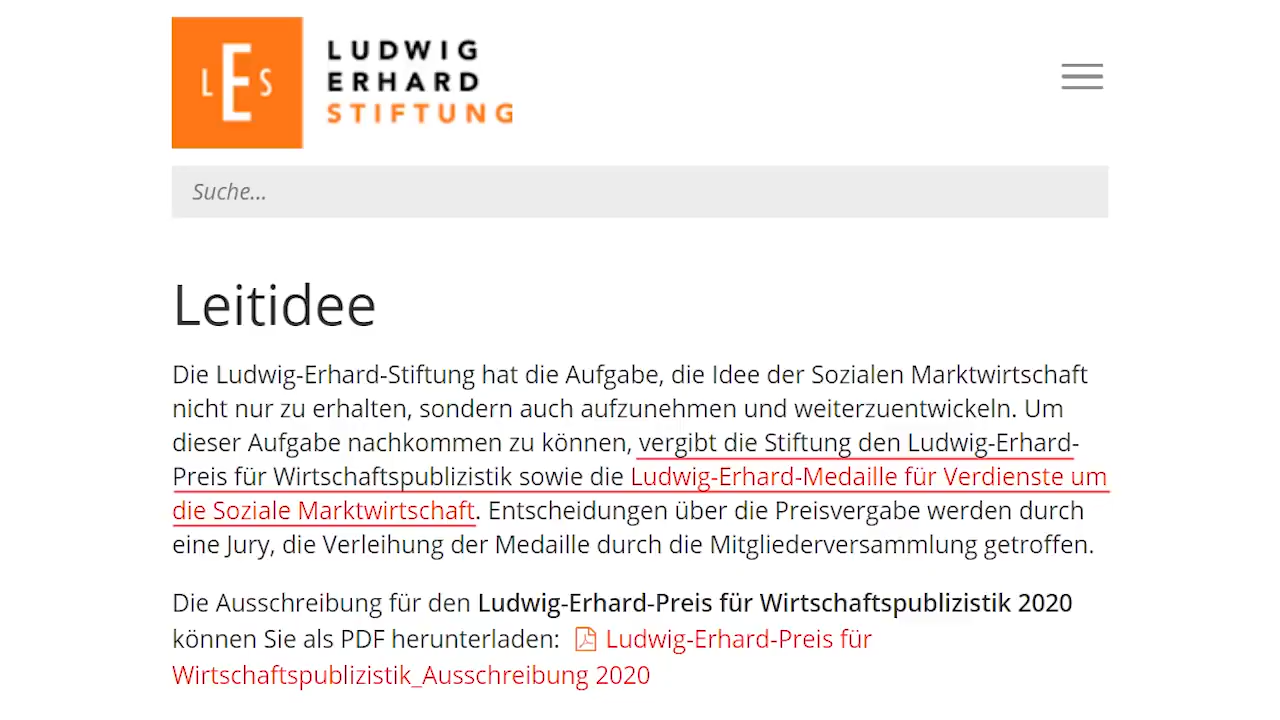 LES
LUDWIG
ERHARD
STIFTUNG
Suche...
Leitidee
Die Ludwig-Erhard-Stiftung hat die Aufgabe, die Idee der Sozialen Marktwirtschaft
nicht nur zu erhalten, sondern auch aufzunehmen und weiterzuentwickeln. Um
dieser Aufgabe nachkommen zu können, vergibt die Stiftung den Ludwig-Erhard-
Preis für Wirtschaftspublizistik sowie die Ludwig-Erhard-Medaille für Verdienste um
die Soziale Marktwirtschaft. Entscheidungen über die Preisvergabe werden durch
eine Jury, die Verleihung der Medaille durch die Mitgliederversammlung getroffen.
Die Ausschreibung für den Ludwig-Erhard-Preis für Wirtschaftspublizistik 2020
können Sie als PDF herunterladen: Ludwig-Erhard-Preis für
Wirtschaftspublizistik_Ausschreibung 2020